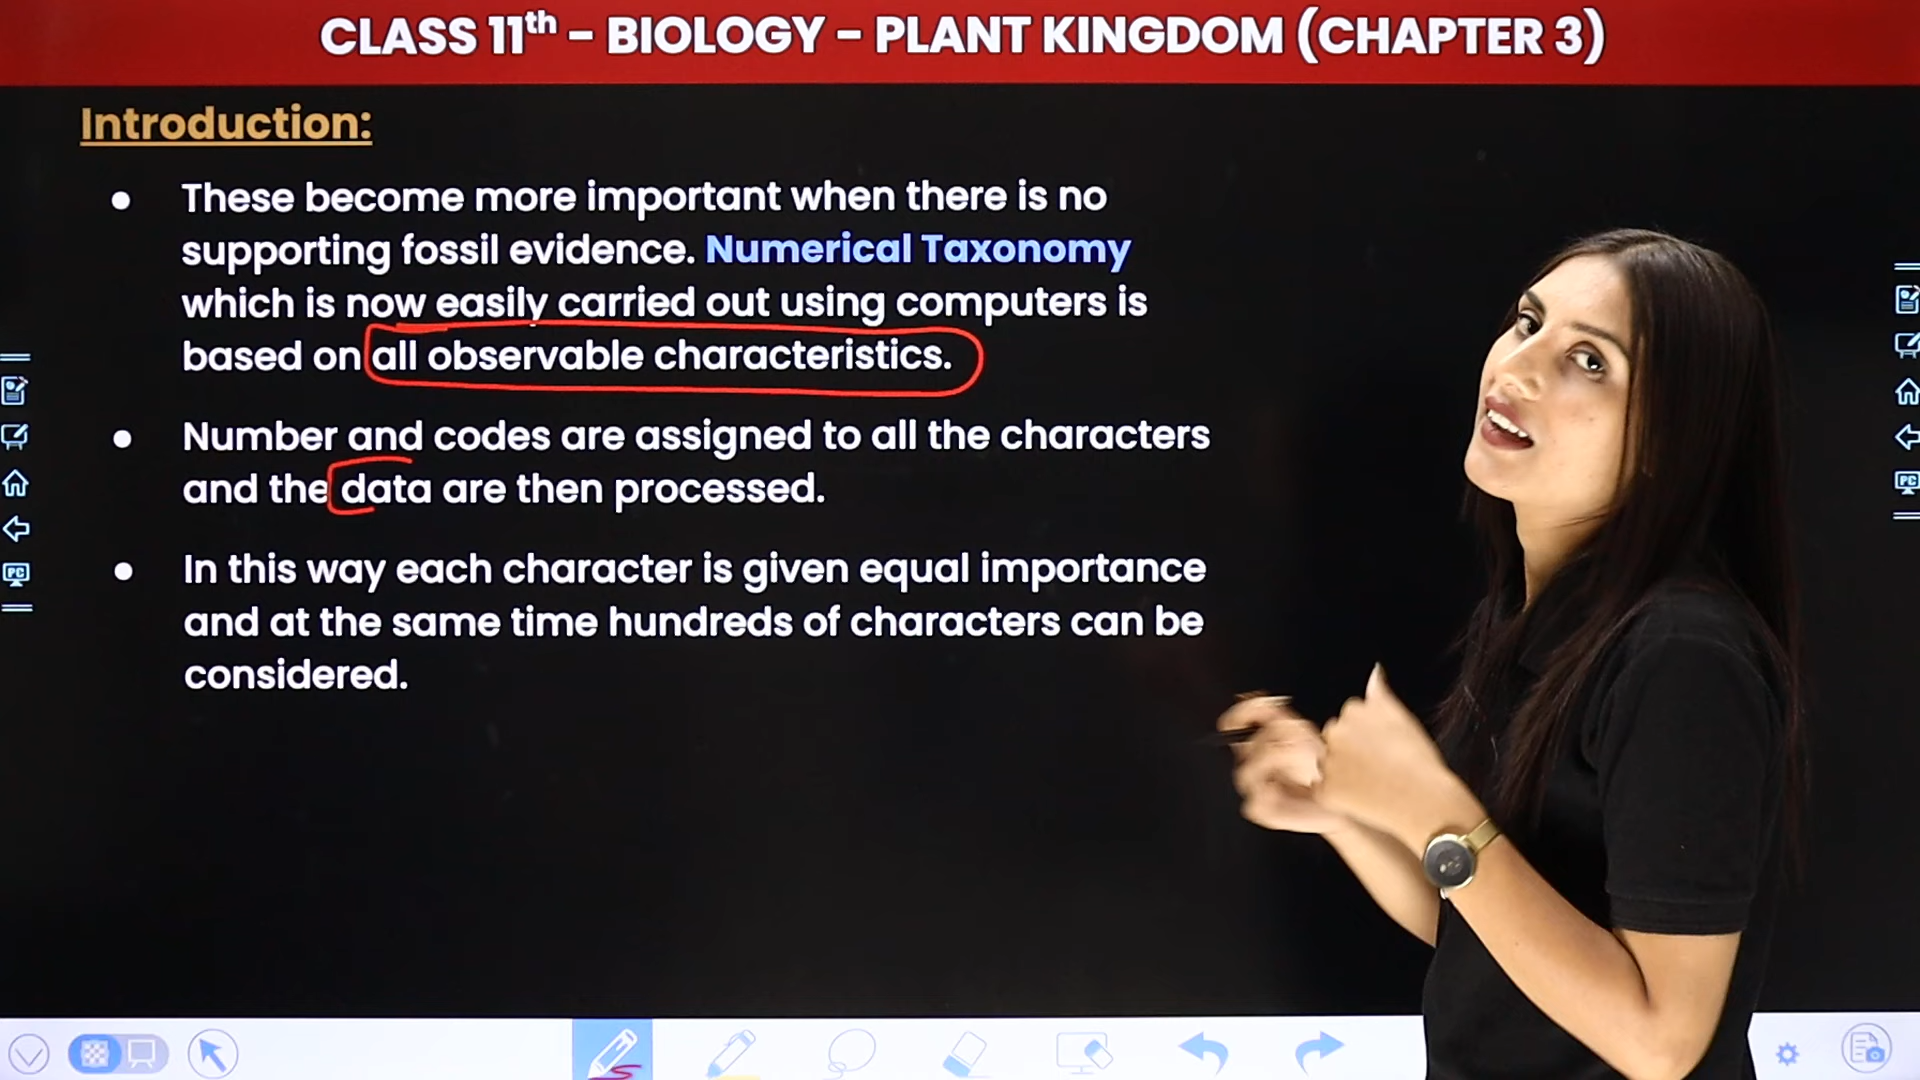 CLASS 11th - BIOLOGY - PLANT KINGDOM (CHAPTER 3)
Introduction:
● These become more important when there is no
supporting fossil evidence. Numerical Taxonomy
which is now easily carried out using computers is
based on all observable characteristics.
● Number and codes are assigned to all the characters
and the data are then processed.
● In this way each character is given equal importance
and at the same time hundreds of characters can be
considered.
PC
PC